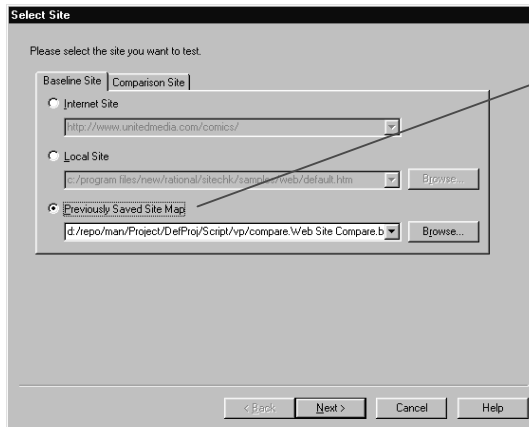 Select Site
Please select the site you want to test.
Baseline Site Comparison Site
Internet Site
http://www.unitedmedia.com/comics/
Local Site
c:/program files/new/rational/sitechk/samples/web/default.htm Browse...
Previously Saved Site Map
d:/repo/man/Project/DefProj/Script/vp/compare.Web Site Compare.b Browse...
< Back Next > Cancel Help